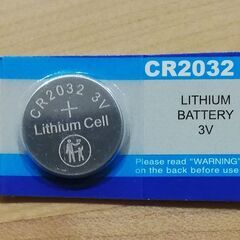 CR2032
LITHIUM
BATTERY
3V
CR2032 3V
+
Lithium Cell
Please read "WARNING"
on the back before use